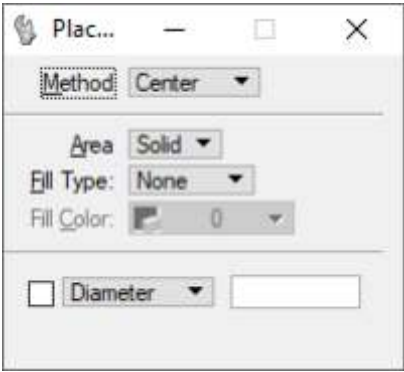 Plac...
Method Center
Area Solid
Fill Type: None
Fill Color: 0
Diameter